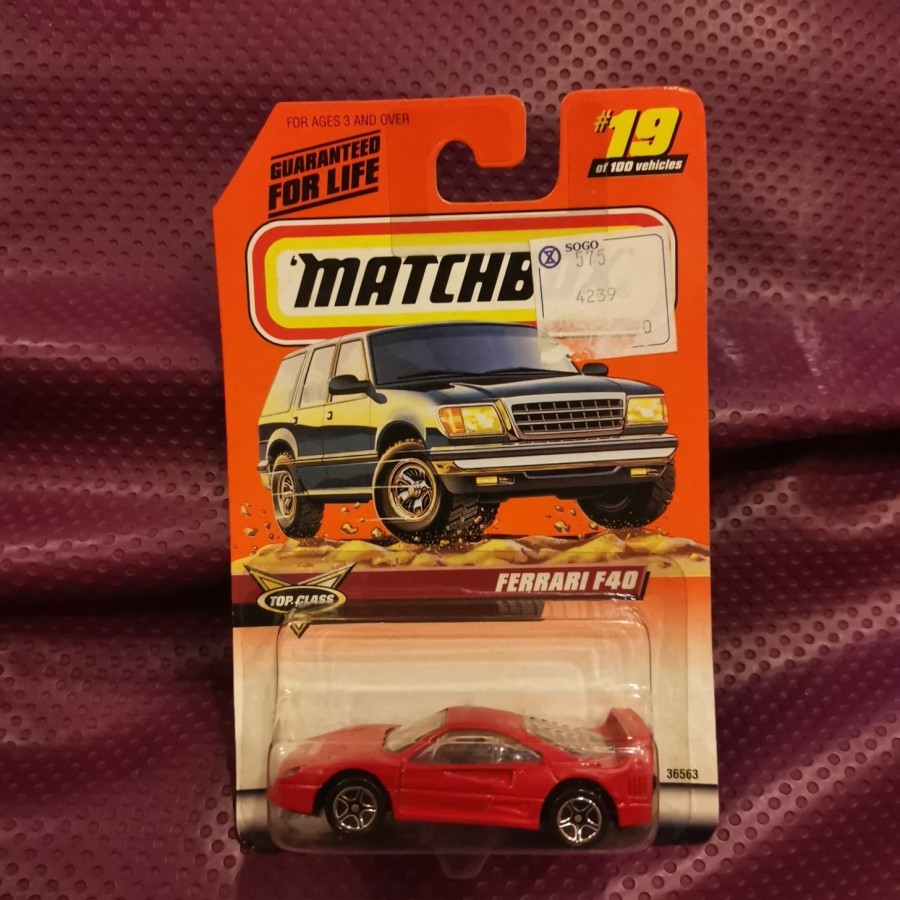 FOR AGES 3 AND OVER
GUARANTEED
FOR LIFE
#19
of 100 vehicles
'MATCHB
SOGO
575
4239
0
FERRARI F40
TOP CLASS
36563